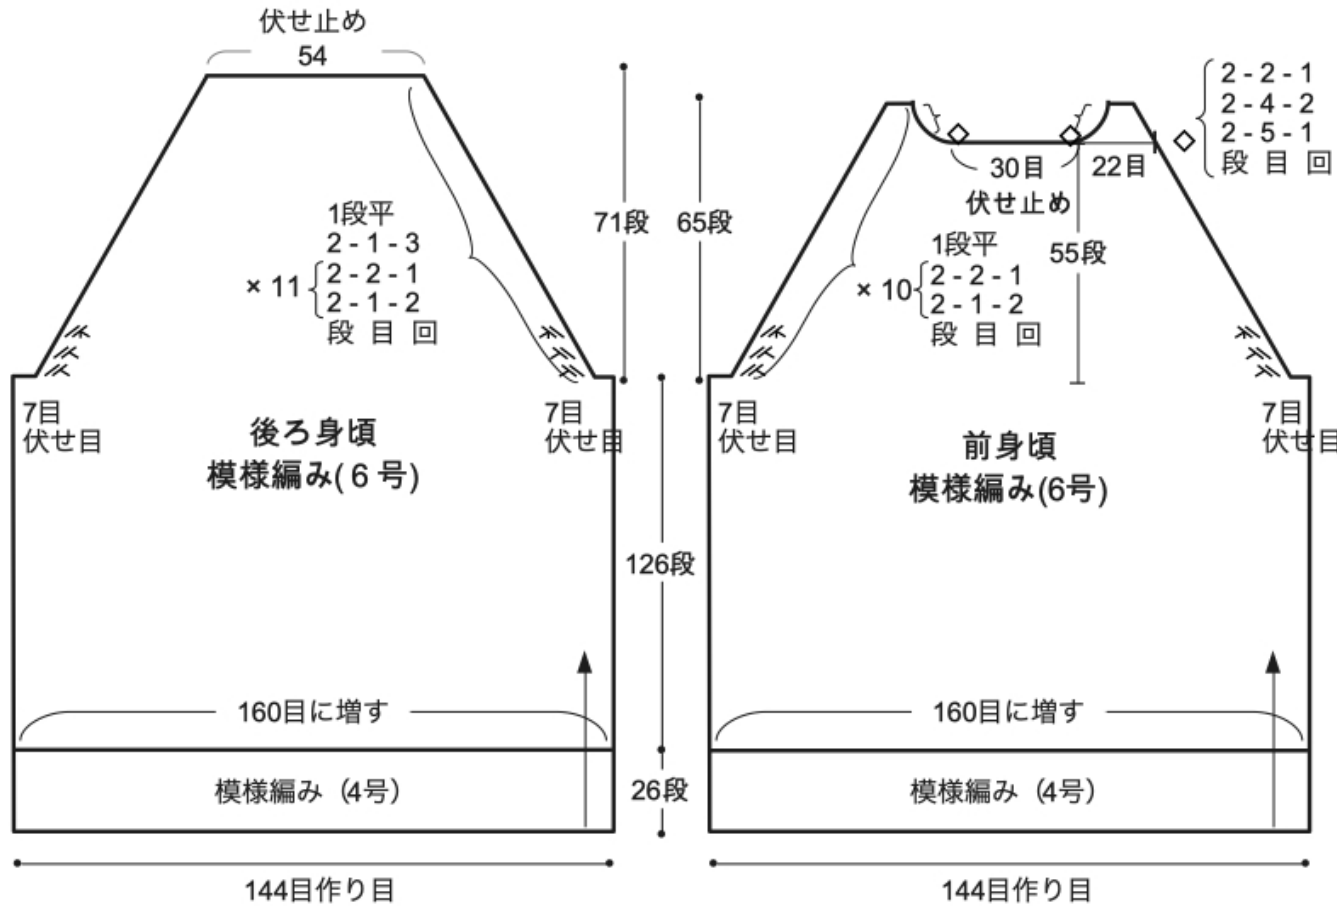 伏せ止め
54
1段平
2 - 1 - 3
× 11
2 - 2 - 1
2 - 1 - 2
段 目 回
71段
7目
伏せ目
7目
伏せ目
後ろ身頃
模様編み(６号)
160目に増す
模様編み（4号）
144目作り目
126段
26段
65段
2 - 2 - 1
2 - 4 - 2
2 - 5 - 1
段 目 回
30目
伏せ止め
22目
55段
1段平
× 10
2 - 2 - 1
2 - 1 - 2
段 目 回
7目
伏せ目
7目
伏せ目
前身頃
模様編み(6号)
160目に増す
模様編み（4号）
144目作り目